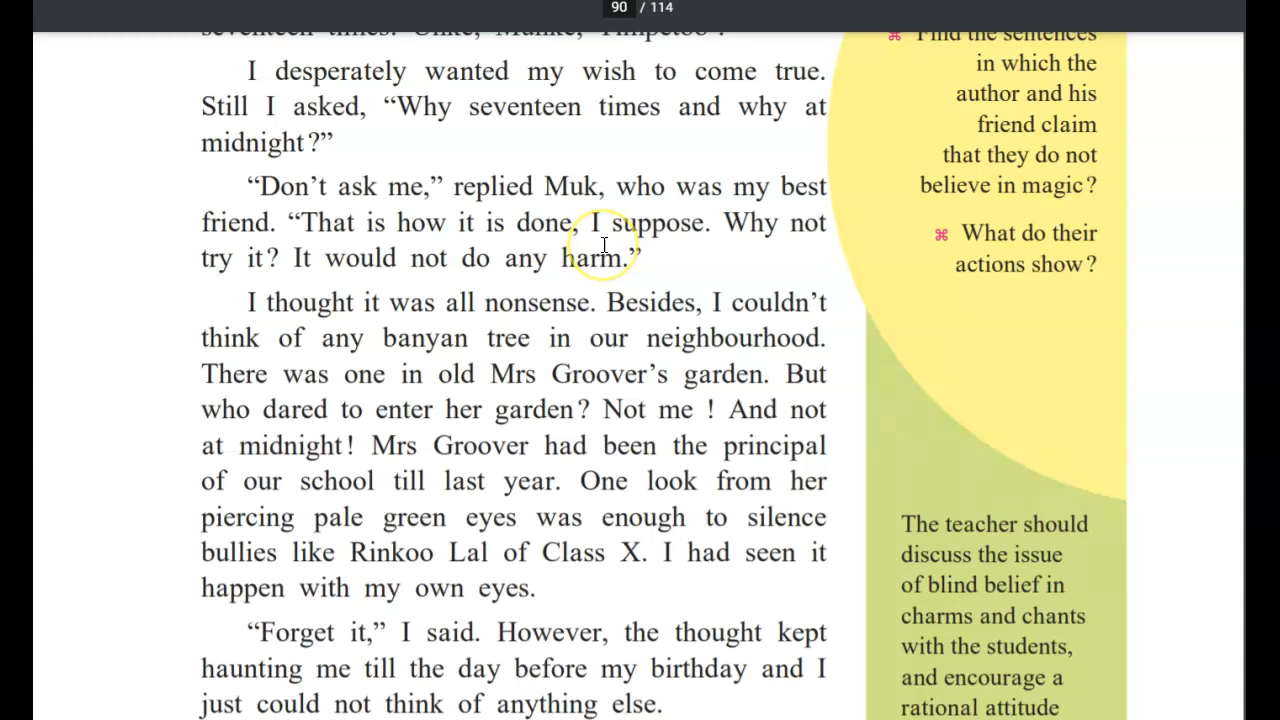 90 / 114
seventeen times.
I desperately wanted my wish to come true.
Still I asked, “Why seventeen times and why at
midnight?”
“Don’t ask me,” replied Muk, who was my best
friend. “That is how it is done, I suppose. Why not
try it? It would not do any harm.”
I thought it was all nonsense. Besides, I couldn’t
think of any banyan tree in our neighbourhood.
There was one in old Mrs Groover’s garden. But
who dared to enter her garden? Not me ! And not
at midnight! Mrs Groover had been the principal
of our school till last year. One look from her
piercing pale green eyes was enough to silence
bullies like Rinkoo Lal of Class X. I had seen it
happen with my own eyes.
“Forget it,” I said. However, the thought kept
haunting me till the day before my birthday and I
just could not think of anything else.
⌘ Find the sentences
in which the
author and his
friend claim
that they do not
believe in magic?
⌘ What do their
actions show?
The teacher should
discuss the issue
of blind belief in
charms and chants
with the students,
and encourage a
rational attitude